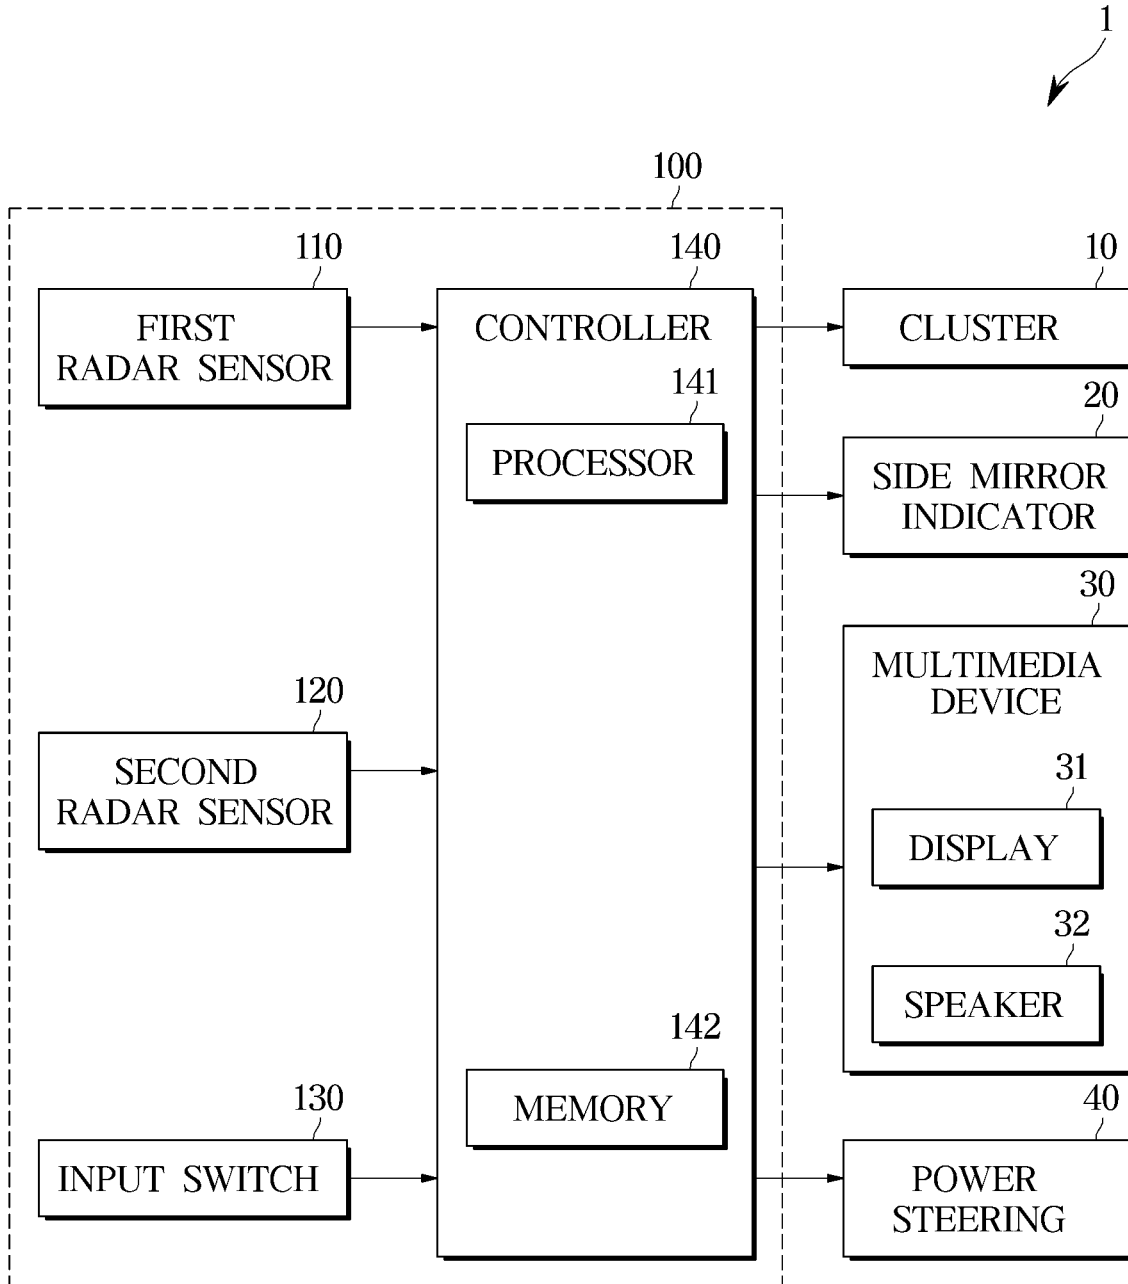 1
100
110
140
10
FIRST
RADAR SENSOR
CONTROLLER
CLUSTER
141
PROCESSOR
20
SIDE MIRROR
INDICATOR
30
MULTIMEDIA
DEVICE
120
SECOND
RADAR SENSOR
31
DISPLAY
32
SPEAKER
142
MEMORY
130
INPUT SWITCH
40
POWER
STEERING